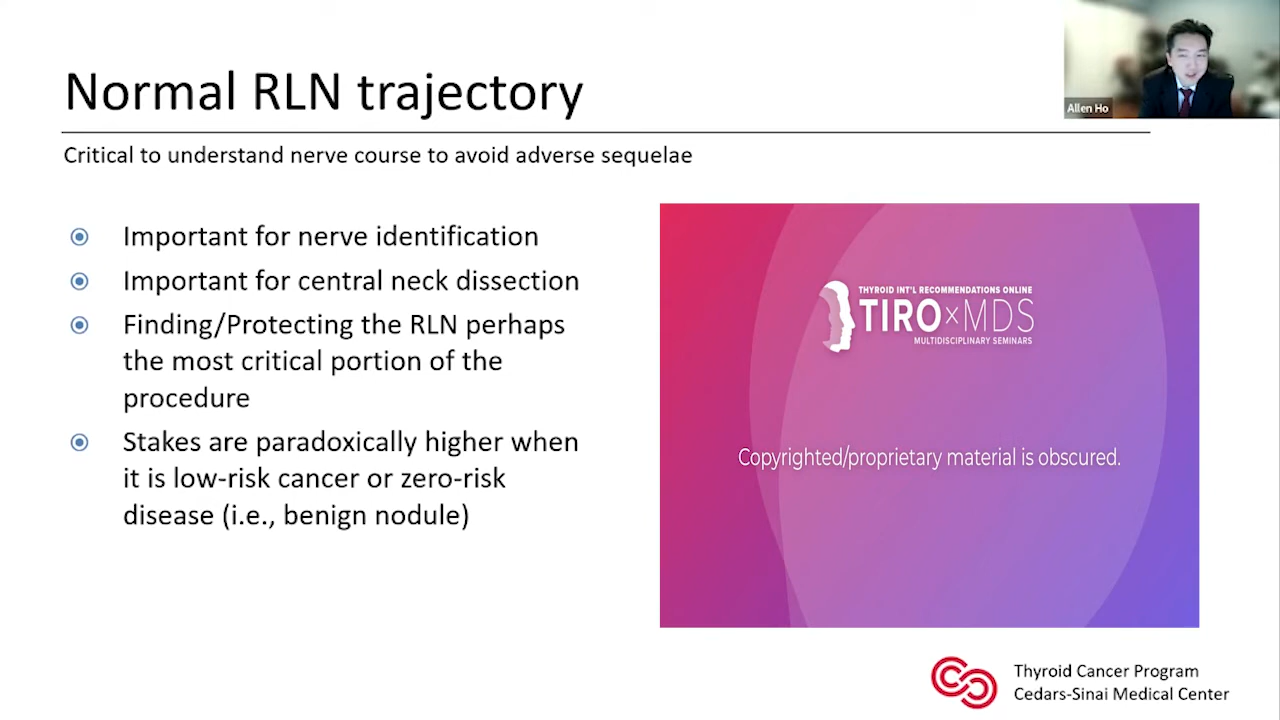 Normal RLN trajectory
Allen Ho
Critical to understand nerve course to avoid adverse sequelae
Important for nerve identification
Important for central neck dissection
Finding/Protecting the RLN perhaps
the most critical portion of the
procedure
Stakes are paradoxically higher when
it is low-risk cancer or zero-risk
disease (i.e., benign nodule)
THYROID INT'L RECOMMENDATIONS ONLINE
TIRO×MDS
MULTIDISCIPLINARY SEMINARS
Copyrighted/proprietary material is obscured.
Thyroid Cancer Program
Cedars-Sinai Medical Center